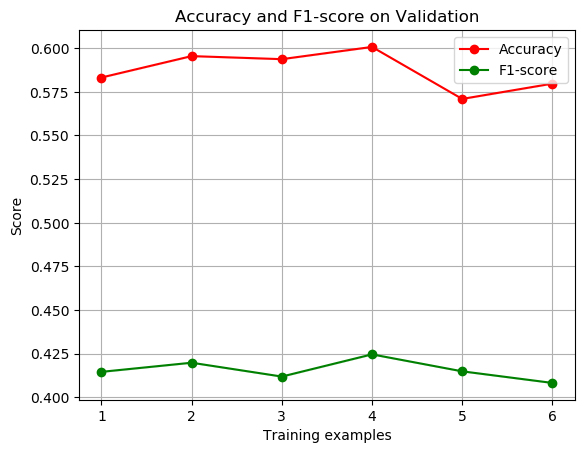 Accuracy and F1-score on Validation
Accuracy
F1-score
0.600
0.575
0.550
0.525
0.500
0.475
0.450
0.425
0.400
Score
1 2 3 4 5 6
Training examples